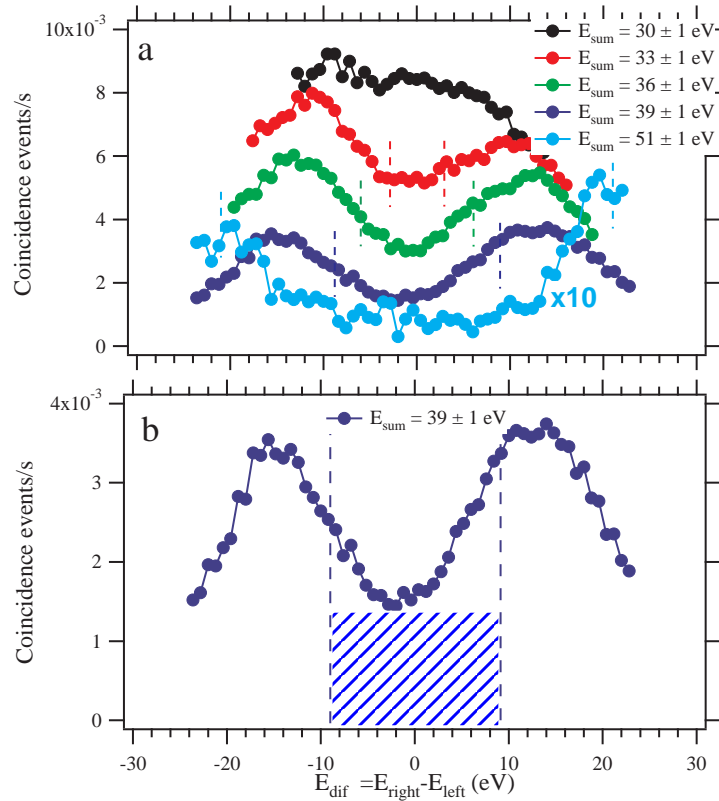 10x10⁻³
8
6
4
2
0
Coincidence events/s
a
E_sum = 30 ± 1 eV
E_sum = 33 ± 1 eV
E_sum = 36 ± 1 eV
E_sum = 39 ± 1 eV
E_sum = 51 ± 1 eV
x10
4x10⁻³
3
2
1
0
Coincidence events/s
b
E_sum = 39 ± 1 eV
-30 -20 -10 0 10 20 30
E_dif =E_right-E_left (eV)